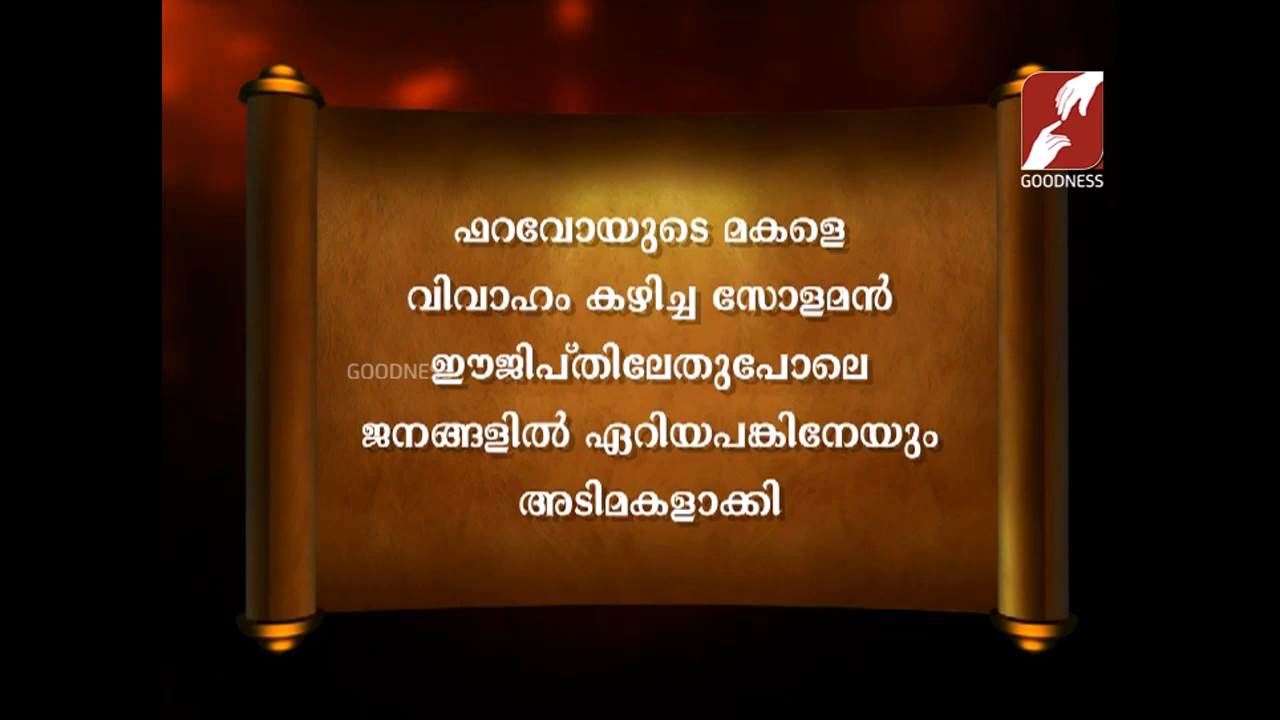 GOODNESS
ഫറവോയുടെ മകളെ
വിവാഹം കഴിച്ച സോളമൻ
ഈജിപ്തിലേതുപോലെ
ജനങ്ങളിൽ ഏറിയപങ്കിനേയും
അടിമകളാക്കി
GOODNE